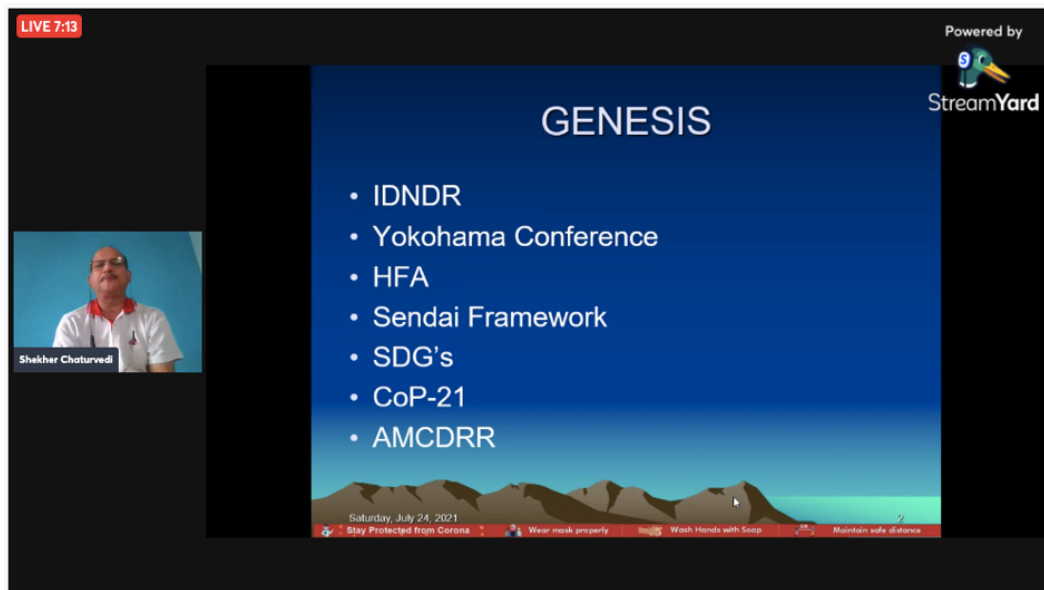 LIVE 7:13
Powered by
StreamYard
GENESIS
• IDNDR
• Yokohama Conference
• HFA
• Sendai Framework
• SDG's
• CoP-21
• AMCDRR
Shekher Chaturvedi
Saturday, July 24, 2021
2
Stay Protected from Corona
Wear mask properly
Wash Hands with Soap
Maintain safe distance